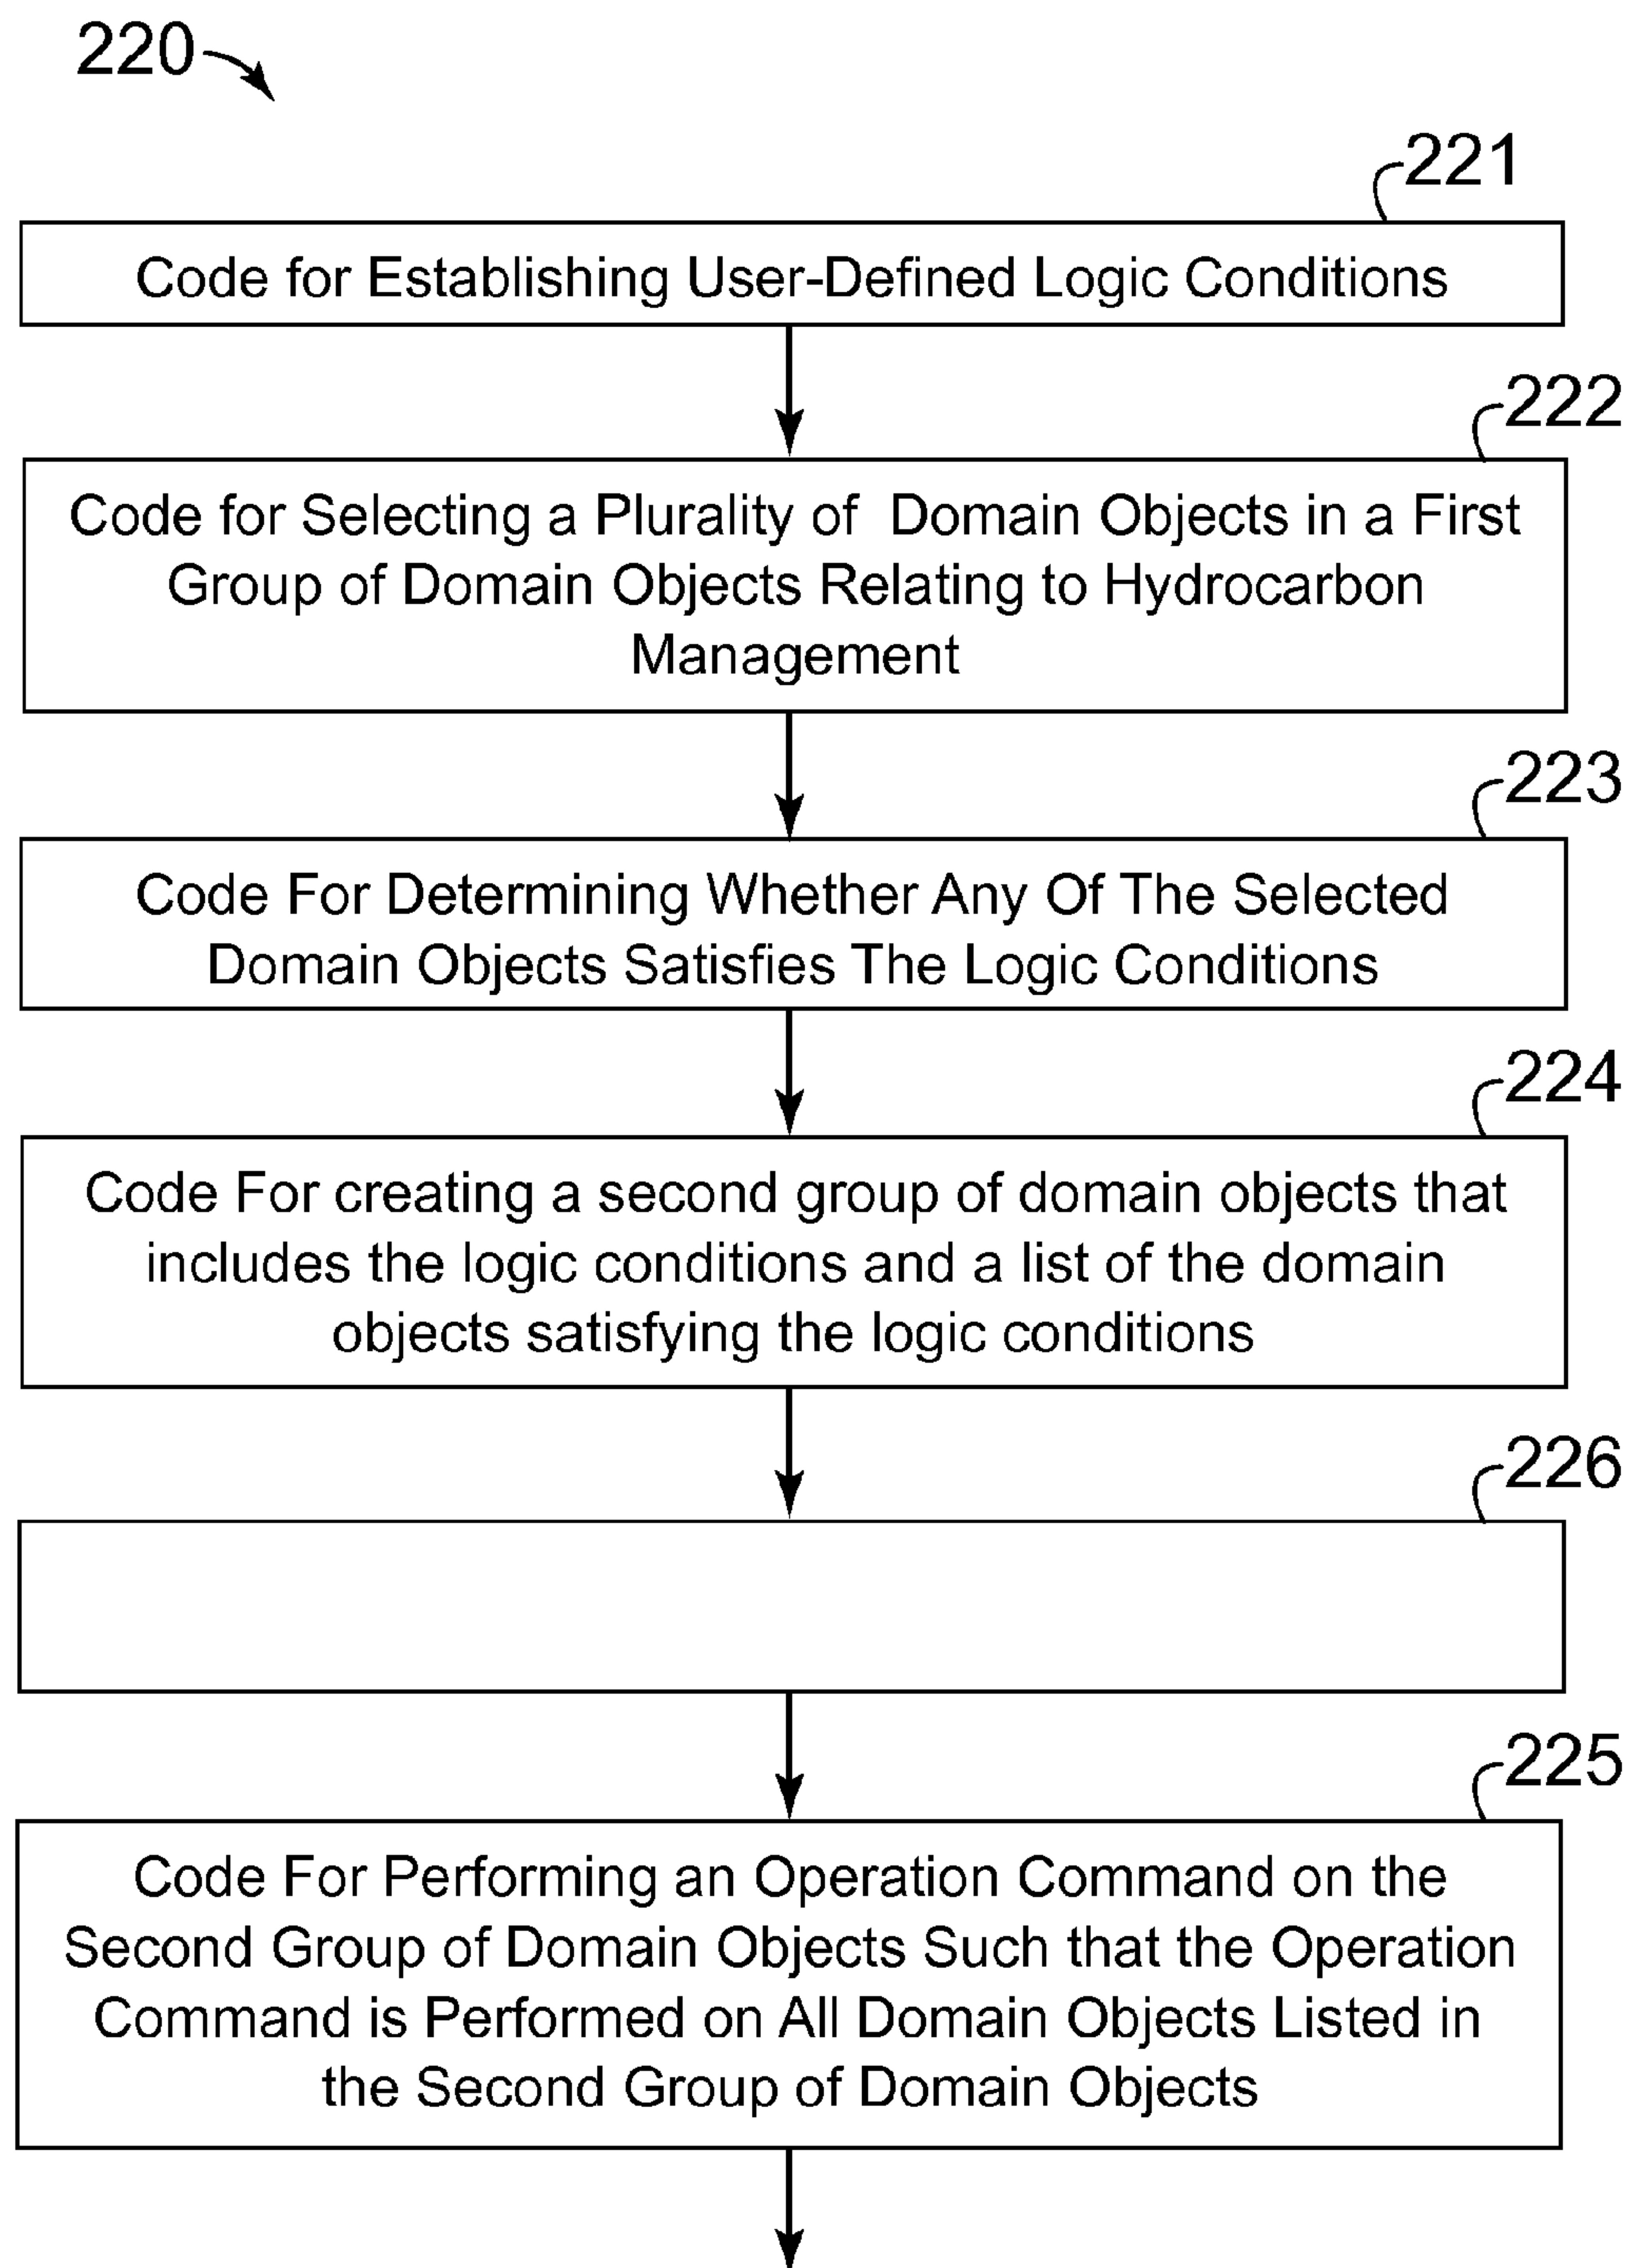 220
221
Code for Establishing User-Defined Logic Conditions
222
Code for Selecting a Plurality of Domain Objects in a First
Group of Domain Objects Relating to Hydrocarbon
Management
223
Code For Determining Whether Any Of The Selected
Domain Objects Satisfies The Logic Conditions
224
Code For creating a second group of domain objects that
includes the logic conditions and a list of the domain
objects satisfying the logic conditions
226
225
Code For Performing an Operation Command on the
Second Group of Domain Objects Such that the Operation
Command is Performed on All Domain Objects Listed in
the Second Group of Domain Objects